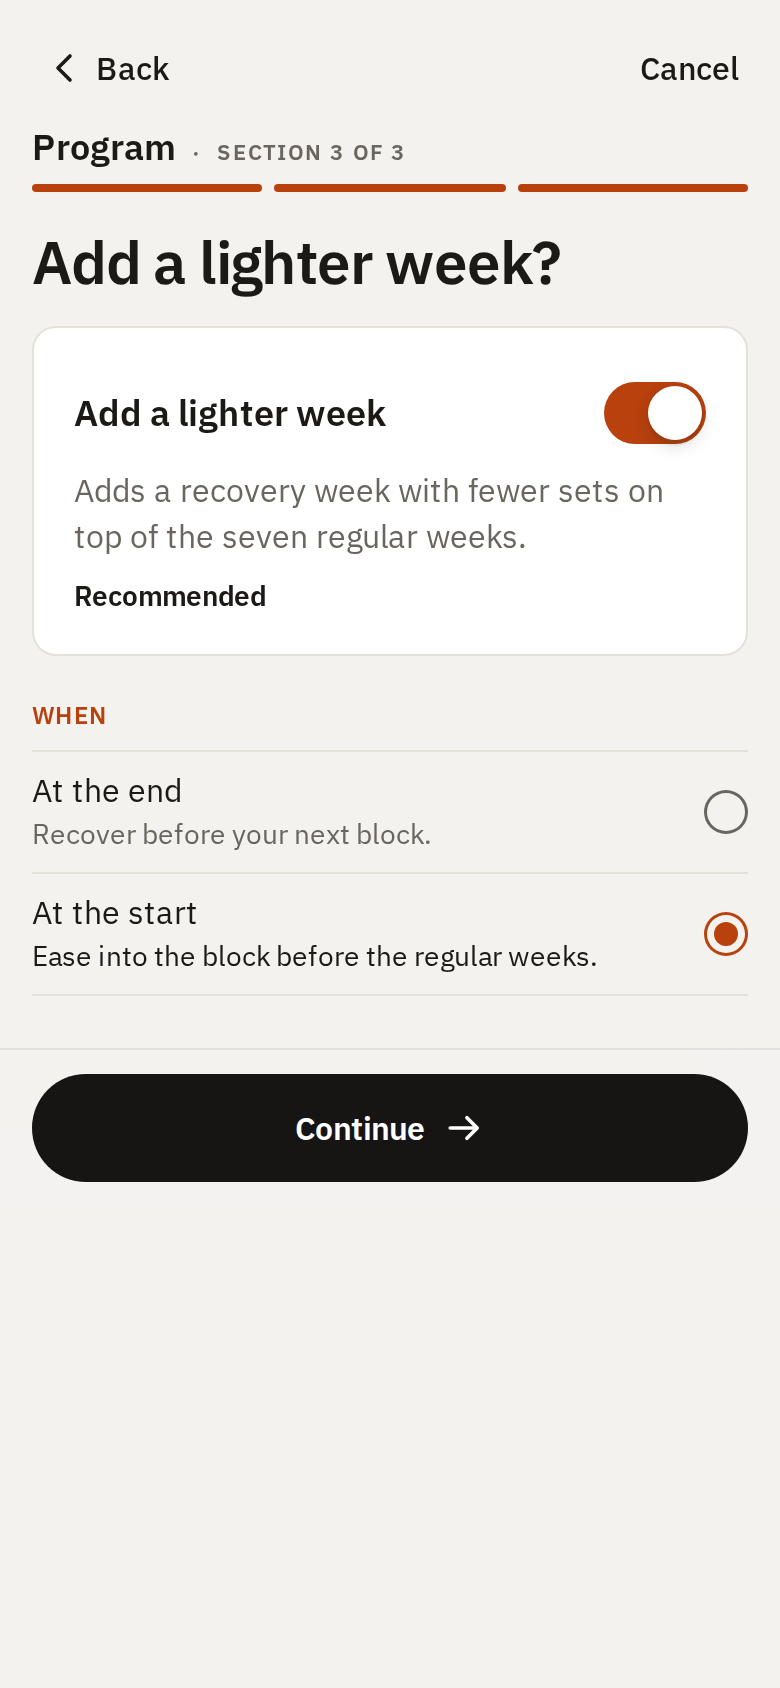 Back
Cancel
Program · SECTION 3 OF 3
Add a lighter week?
Add a lighter week
Adds a recovery week with fewer sets on
top of the seven regular weeks.
Recommended
WHEN
At the end
Recover before your next block.
At the start
Ease into the block before the regular weeks.
Continue →